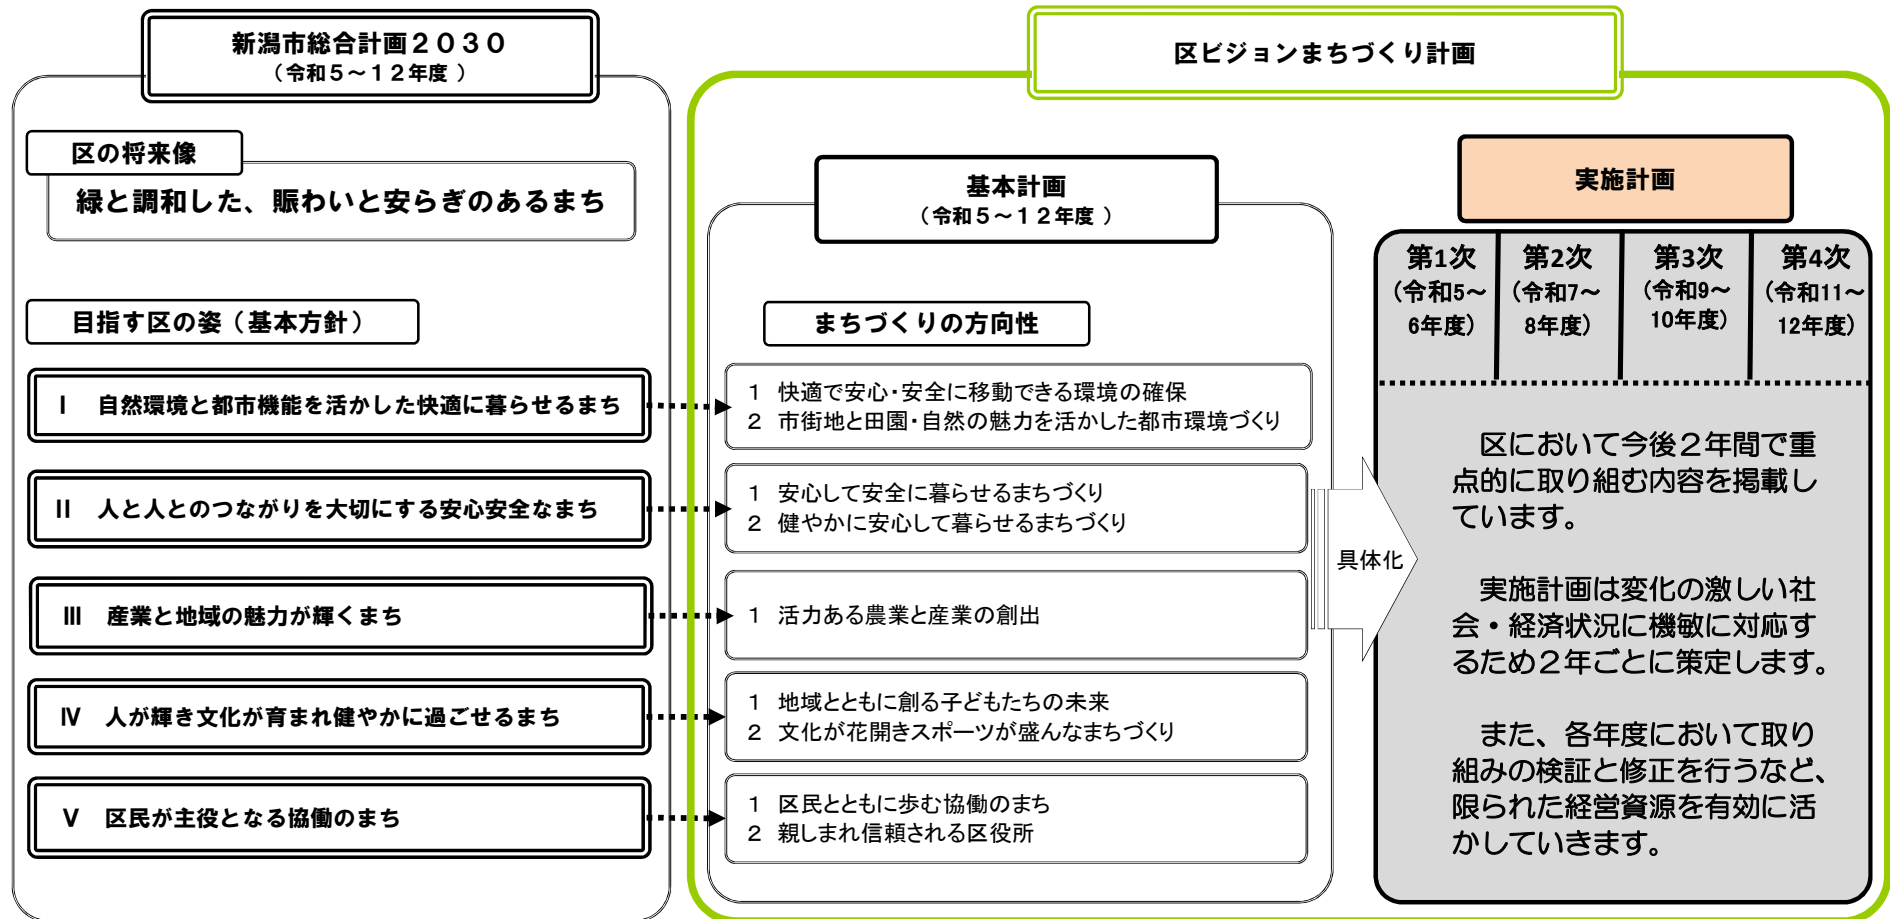 新潟市総合計画２０３０
（令和５～１２年度 ）
区の将来像
緑と調和した、賑わいと安らぎのあるまち
目指す区の姿（基本方針）
Ⅰ 自然環境と都市機能を活かした快適に暮らせるまち
Ⅱ 人と人とのつながりを大切にする安心安全なまち
Ⅲ 産業と地域の魅力が輝くまち
Ⅳ 人が輝き文化が育まれ健やかに過ごせるまち
Ⅴ 区民が主役となる協働のまち
区ビジョンまちづくり計画
基本計画
（令和５～１２年度 ）
まちづくりの方向性
１ 快適で安心・安全に移動できる環境の確保
２ 市街地と田園・自然の魅力を活かした都市環境づくり
１ 安心して安全に暮らせるまちづくり
２ 健やかに安心して暮らせるまちづくり
１ 活力ある農業と産業の創出
１ 地域とともに創る子どもたちの未来
２ 文化が花開きスポーツが盛んなまちづくり
１ 区民とともに歩む協働のまち
２ 親しまれ信頼される区役所
具体化
実施計画
第1次
（令和5～
6年度）
第2次
（令和7～
8年度）
第3次
（令和9～
10年度）
第4次
（令和11～
12年度）
区において今後２年間で重
点的に取り組む内容を掲載し
ています。
実施計画は変化の激しい社
会・経済状況に機敏に対応す
るため２年ごとに策定します。
また、各年度において取り
組みの検証と修正を行うなど、
限られた経営資源を有効に活
かしていきます。